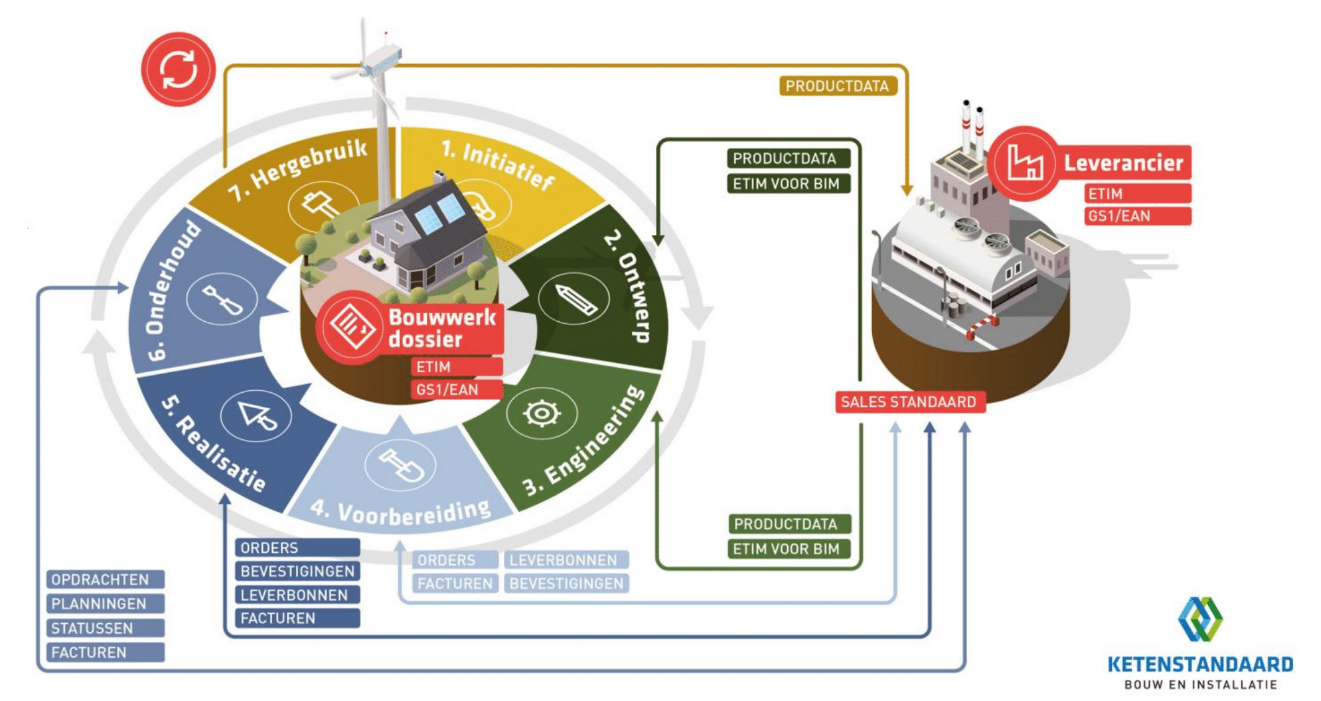 PRODUCTDATA
7. Hergebruik
1. Initiatief
PRODUCTDATA
ETIM VOOR BIM
Leverancier
ETIM
GS1/EAN
6. Onderhoud
2. Ontwerp
Bouwwerk
dossier
ETIM
GS1/EAN
SALES STANDAARD
5. Realisatie
3. Engineering
4. Voorbereiding
PRODUCTDATA
ETIM VOOR BIM
ORDERS
BEVESTIGINGEN
LEVERBONNEN
FACTUREN
ORDERS LEVERBONNEN
FACTUREN BEVESTIGINGEN
OPDRACHTEN
PLANNINGEN
STATUSSEN
FACTUREN
KETENSTANDAARD
BOUW EN INSTALLATIE